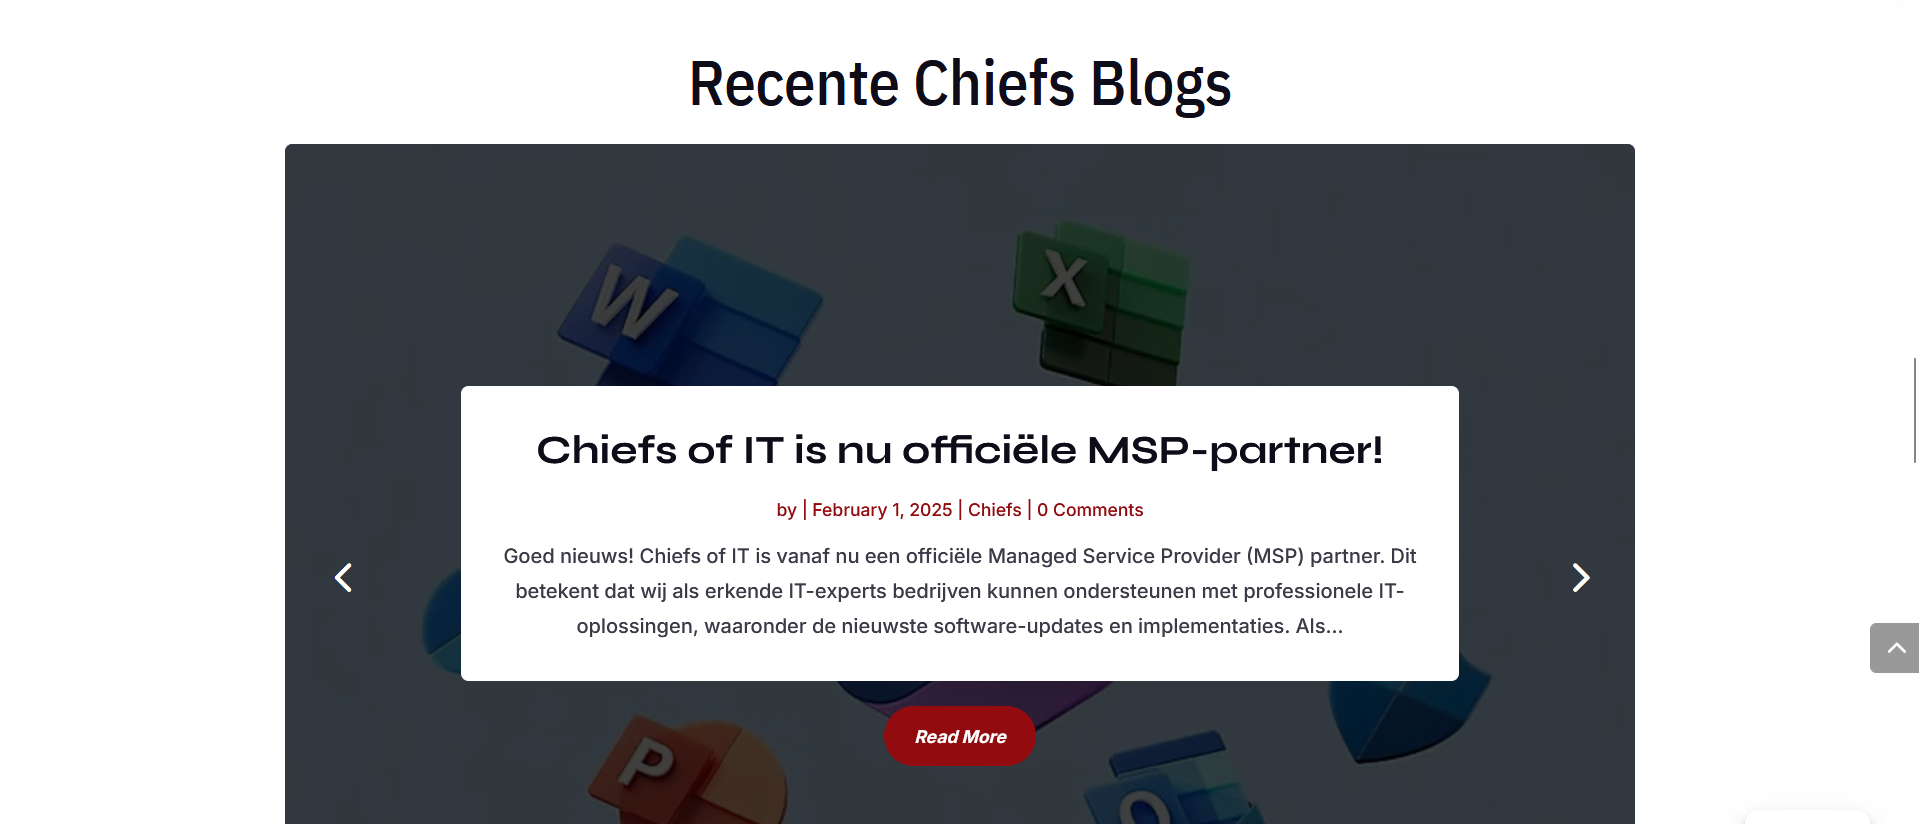 Recente Chiefs Blogs
W
X
Chiefs of IT is nu officiële MSP-partner!
by | February 1, 2025 | Chiefs | 0 Comments
Goed nieuws! Chiefs of IT is vanaf nu een officiële Managed Service Provider (MSP) partner. Dit
betekent dat wij als erkende IT-experts bedrijven kunnen ondersteunen met professionele IT-
oplossingen, waaronder de nieuwste software-updates en implementaties. Als...
Read More
P
O